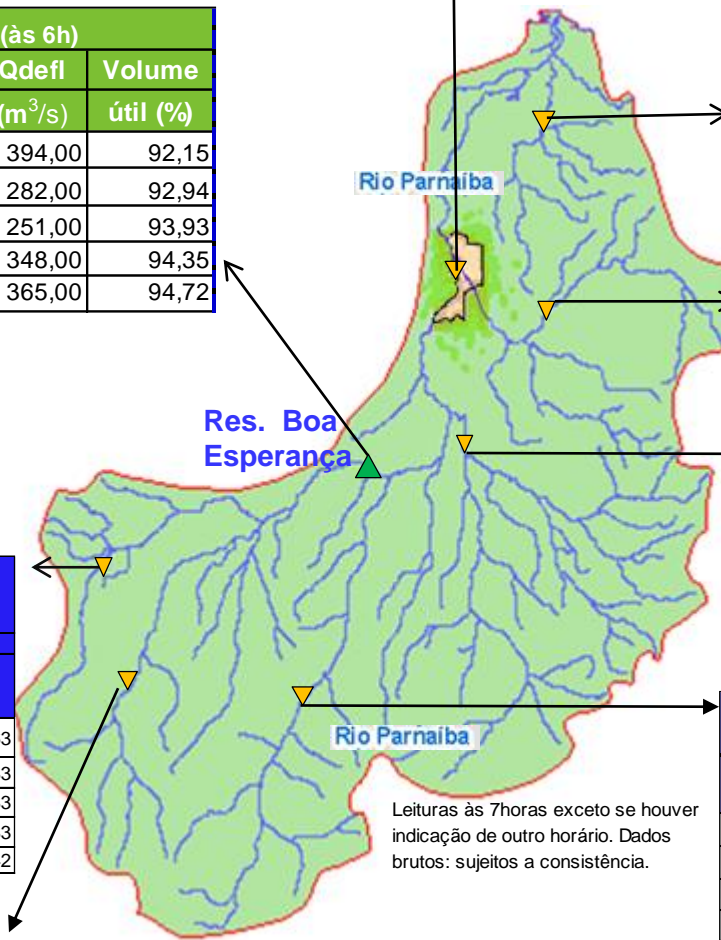 (às 6h)
Qdefl Volume
(m³/s) útil (%)
394,00 92,15
282,00 92,94
251,00 93,93
348,00 94,35
365,00 94,72
Rio Parnaíba
Res. Boa
Esperança
Rio Parnaíba
Leituras às 7horas exceto se houver
indicação de outro horário. Dados
brutos: sujeitos a consistência.